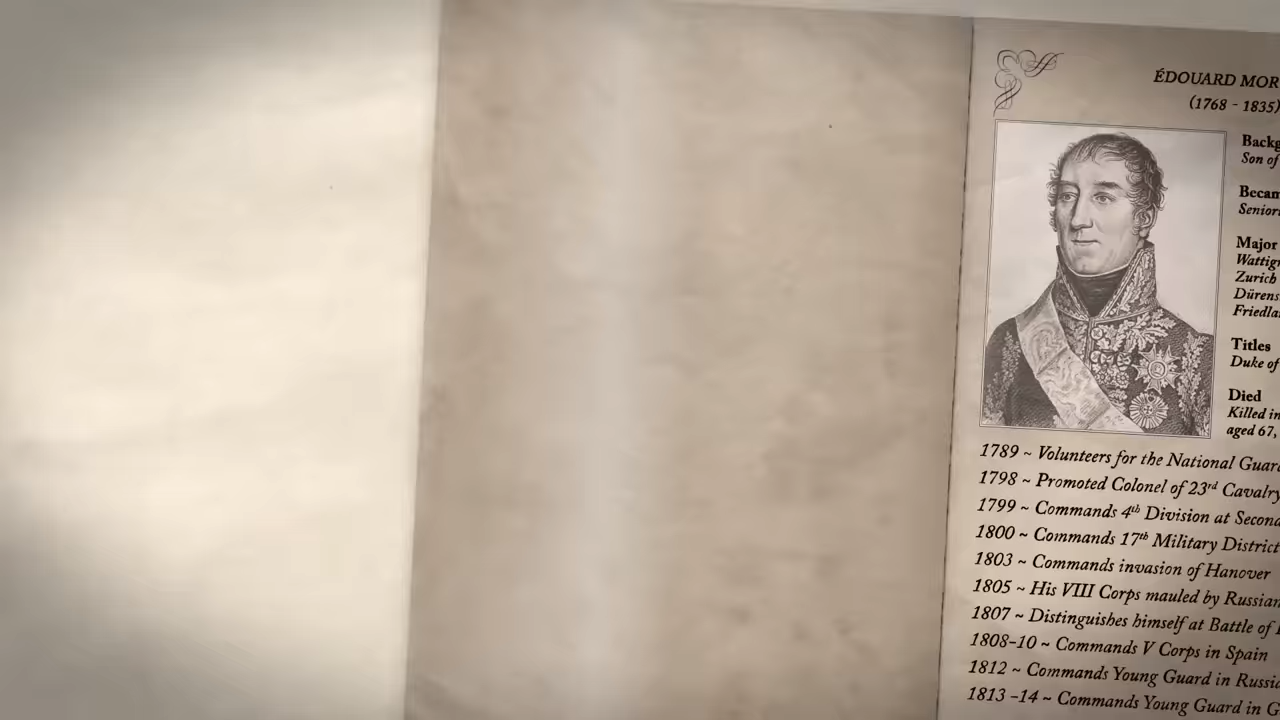 ÉDOUARD MOR
(1768 - 1835)
Backg
Son of
Becam
Senior
Major
Wattign
Zurich
Dürens
Friedla
Titles
Duke of
Died
Killed in
aged 67,
1789 ~ Volunteers for the National Guard
1798 ~ Promoted Colonel of 23rd Cavalry
1799 ~ Commands 4th Division at Second
1800 ~ Commands 17th Military District
1803 ~ Commands invasion of Hanover
1805 ~ His VIII Corps mauled by Russian
1807 ~ Distinguishes himself at Battle of
1808-10 ~ Commands V Corps in Spain
1812 ~ Commands Young Guard in Russia
1813 -14 ~ Commands Young Guard in G